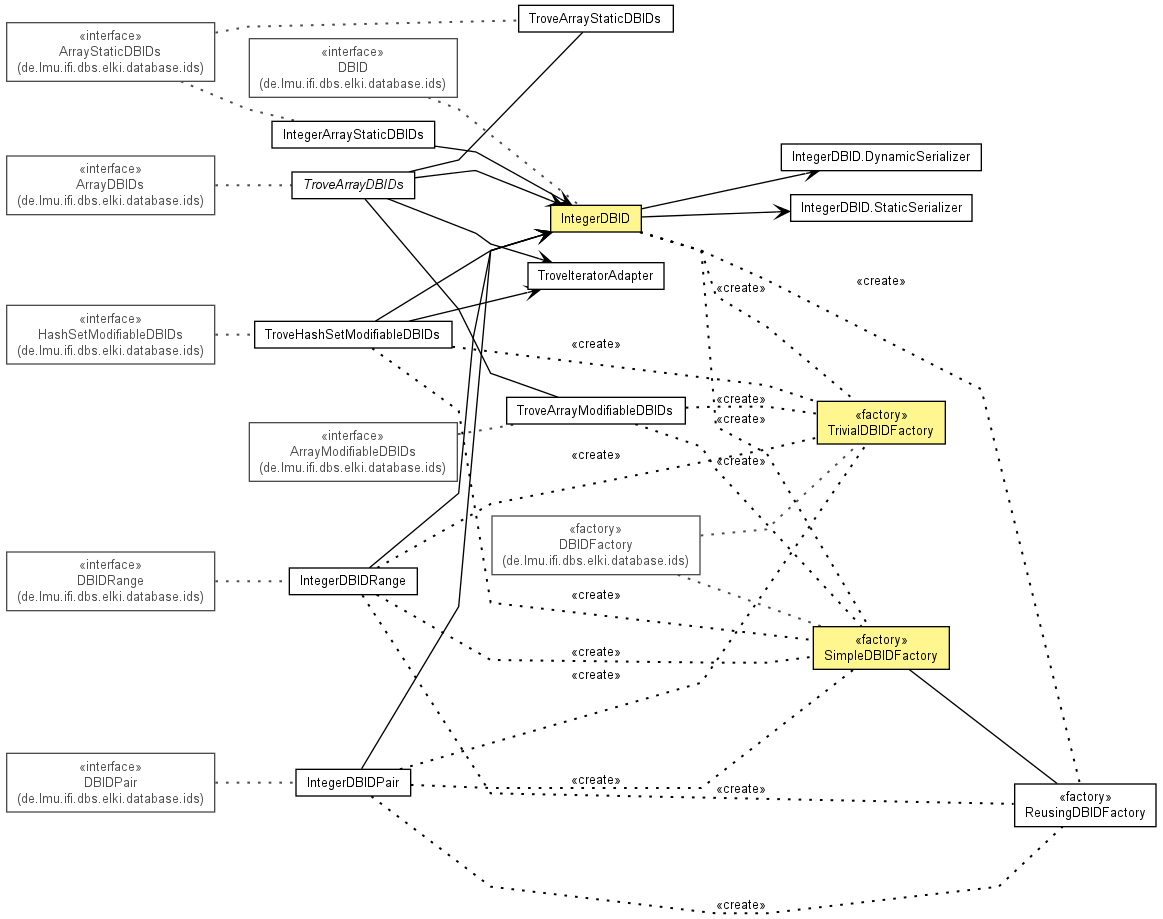 TroveArrayStaticDBIDs
«interface»
ArrayStaticDBIDs
(de.lmu.ifi.dbs.elki.database.ids)
«interface»
DBID
(de.lmu.ifi.dbs.elki.database.ids)
IntegerArrayStaticDBIDs
IntegerDBID.DynamicSerializer
«interface»
ArrayDBIDs
(de.lmu.ifi.dbs.elki.database.ids)
TroveArrayDBIDs
IntegerDBID.StaticSerializer
IntegerDBID
TroveIteratorAdapter
«create»
«create»
«interface»
HashSetModifiableDBIDs
(de.lmu.ifi.dbs.elki.database.ids)
TroveHashSetModifiableDBIDs
«create»
«create»
TroveArrayModifiableDBIDs
«create»
«factory»
TrivialDBIDFactory
«interface»
ArrayModifiableDBIDs
(de.lmu.ifi.dbs.elki.database.ids)
«create»
«create»
«factory»
DBIDFactory
(de.lmu.ifi.dbs.elki.database.ids)
«interface»
DBIDRange
(de.lmu.ifi.dbs.elki.database.ids)
IntegerDBIDRange
«create»
«factory»
SimpleDBIDFactory
«create»
«create»
«interface»
DBIDPair
(de.lmu.ifi.dbs.elki.database.ids)
IntegerDBIDPair
«create»
«create»
«factory»
ReusingDBIDFactory
«create»